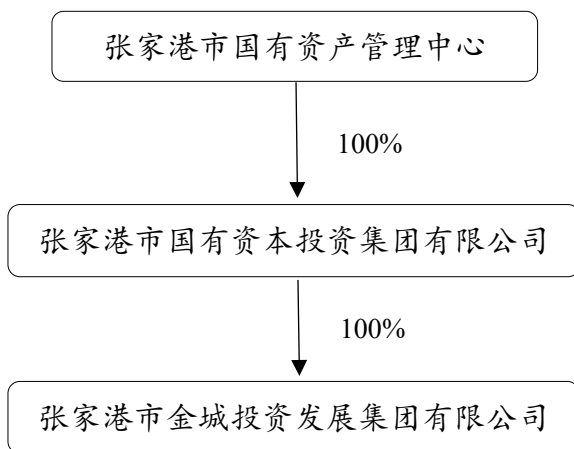 张家港市国有资产管理中心
100%
张家港市国有资本投资集团有限公司
100%
张家港市金城投资发展集团有限公司